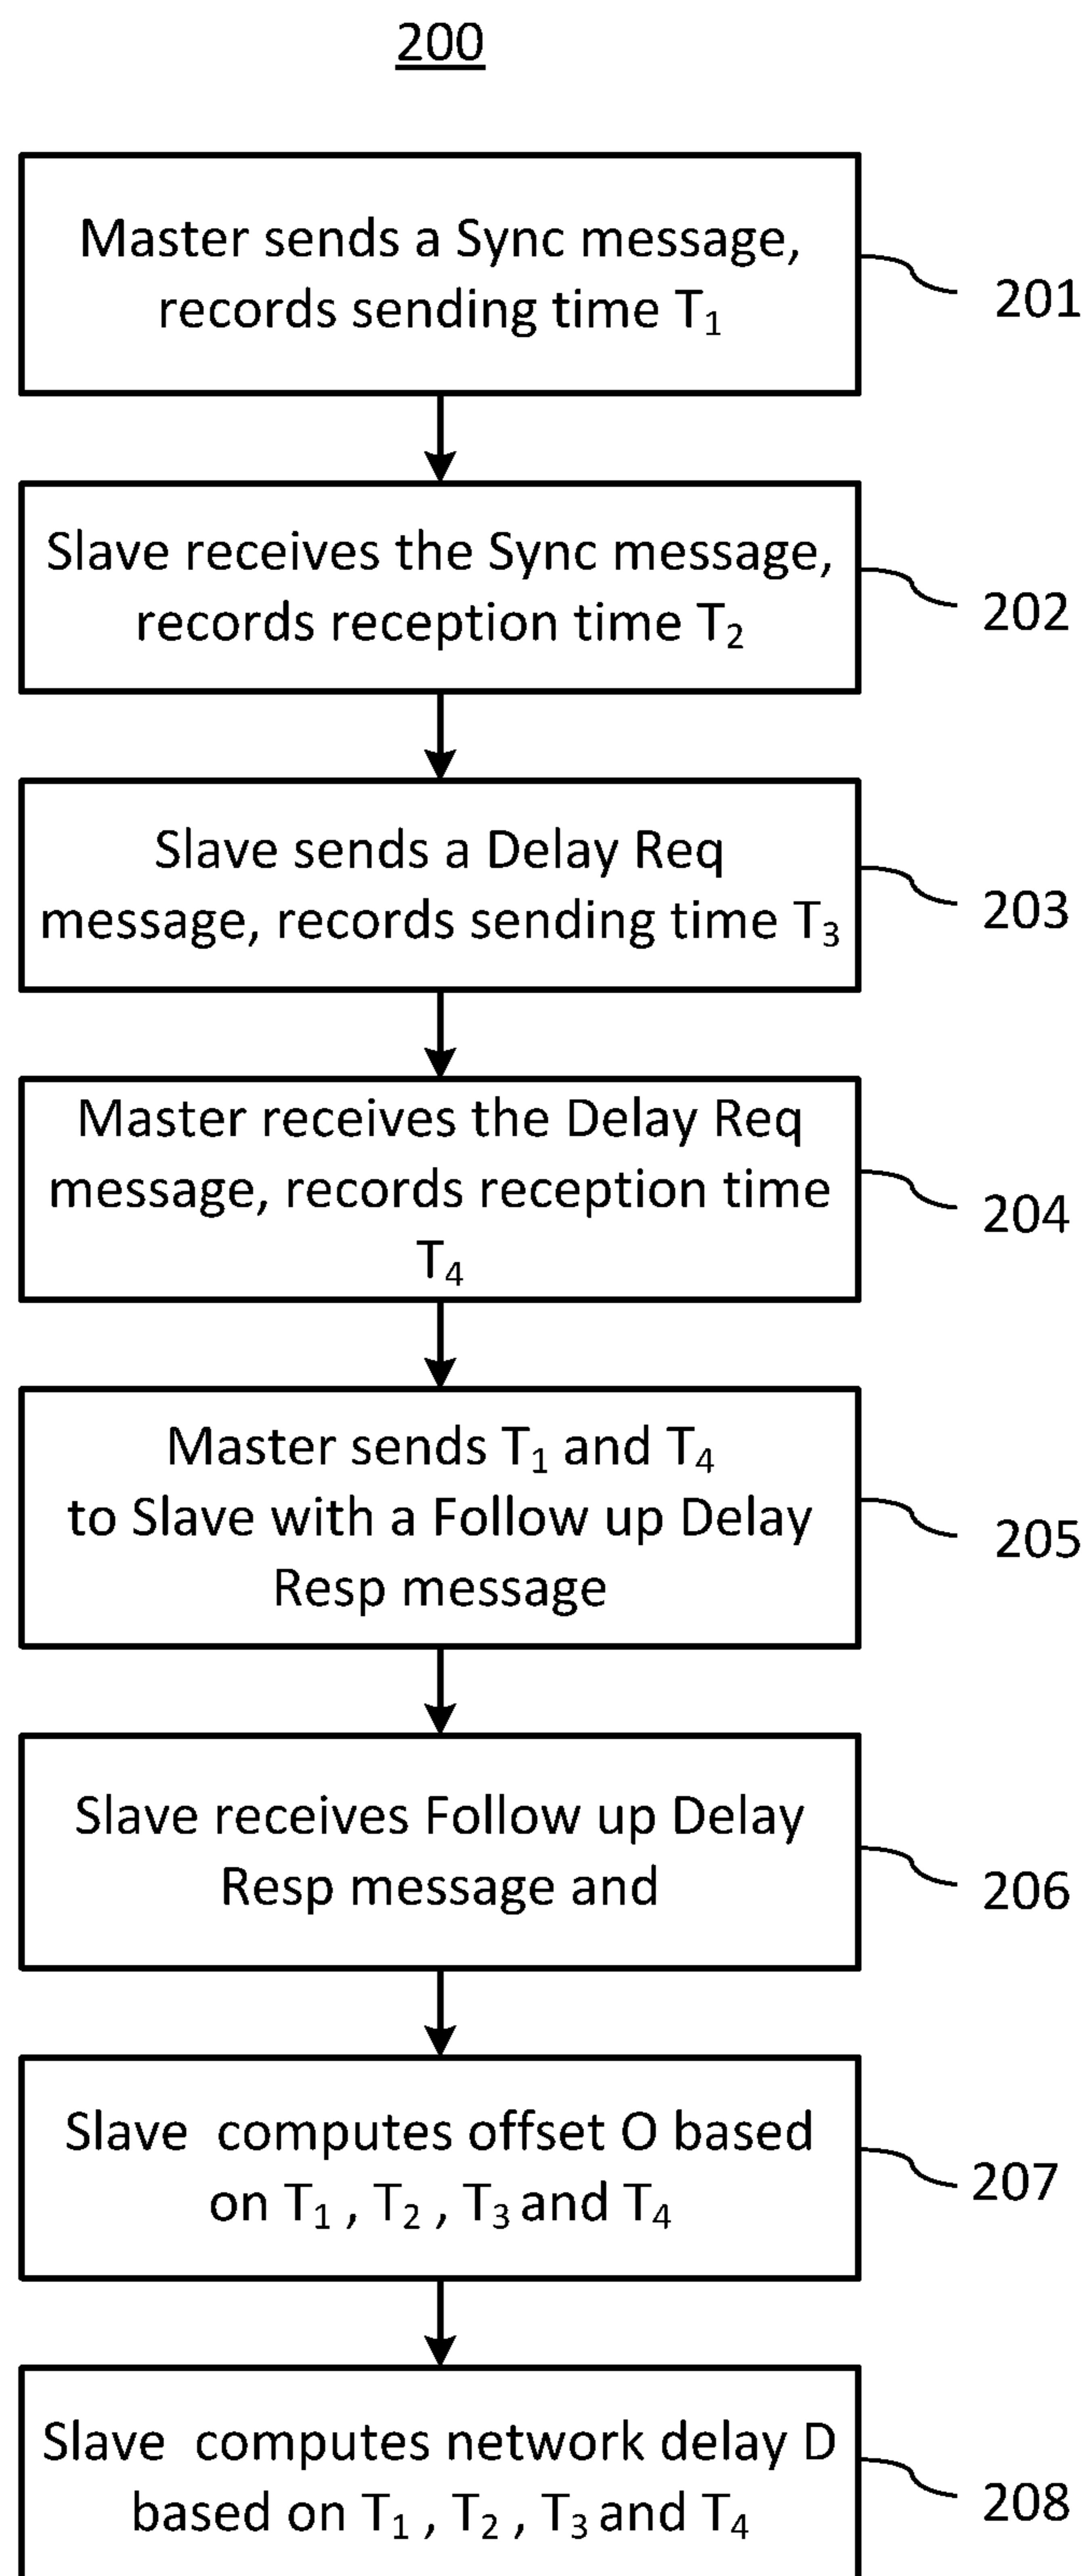 200
Master sends a Sync message,
records sending time T₁
201
Slave receives the Sync message,
records reception time T₂
202
Slave sends a Delay Req
message, records sending time T₃
203
Master receives the Delay Req
message, records reception time
T₄
204
Master sends T₁ and T₄
to Slave with a Follow up Delay
Resp message
205
Slave receives Follow up Delay
Resp message and
206
Slave computes offset O based
on T₁ , T₂ , T₃ and T₄
207
Slave computes network delay D
based on T₁ , T₂ , T₃ and T₄
208